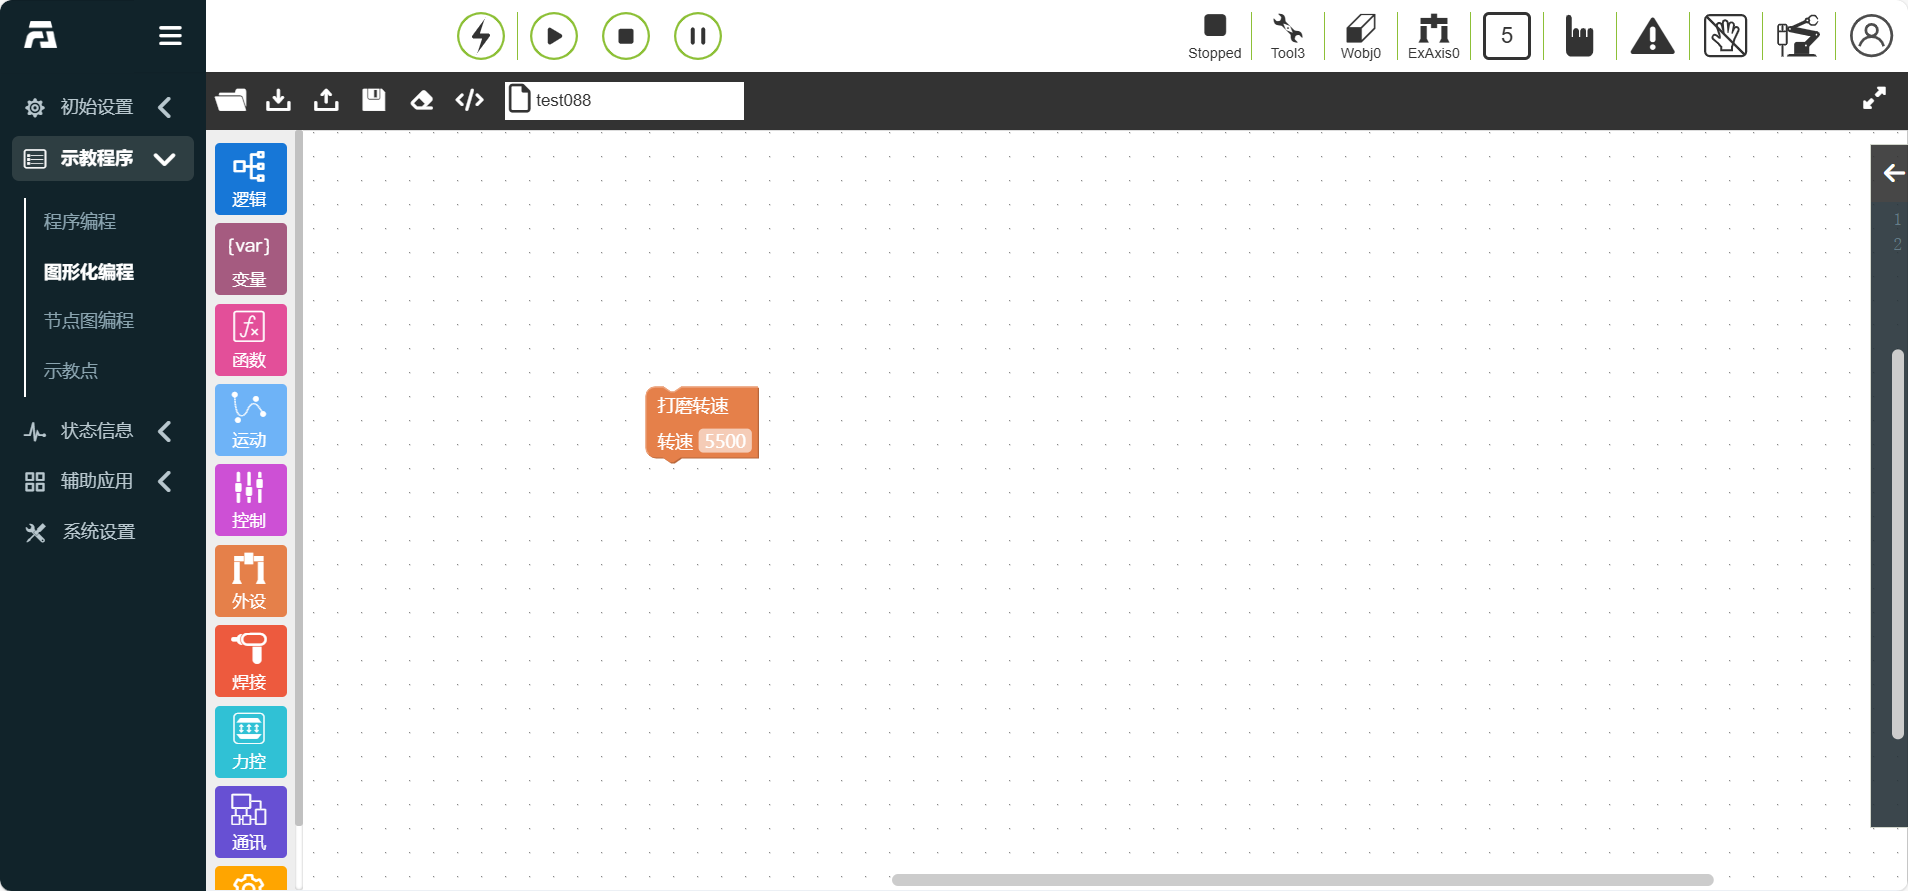 Stopped
Tool3
Wobj0
ExAxis0
5
初始设置
示教程序
程序编程
图形化编程
节点图编程
示教点
状态信息
辅助应用
系统设置
test088
逻辑
{var}
变量
fx
函数
运动
控制
外设
焊接
力控
通讯
打磨转速
转速 5500
1
2